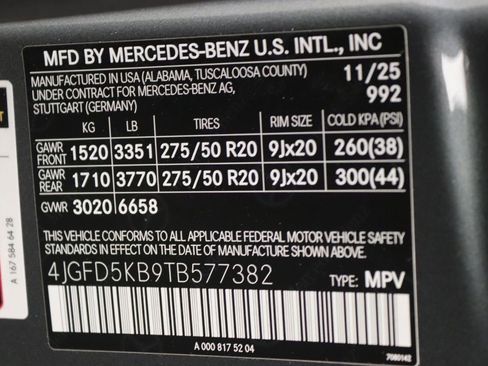 MFD BY MERCEDES-BENZ U.S. INTL., INC
MANUFACTURED IN USA (ALABAMA, TUSCALOOSA COUNTY) 11/25
UNDER CONTRACT FOR MERCEDES-BENZ AG, 992
STUTTGART (GERMANY)
KG LB TIRES RIM SIZE COLD KPA (PSI)
GAWR FRONT 1520 3351 275/50 R20 9Jx20 260(38)
GAWR REAR 1710 3770 275/50 R20 9Jx20 300(44)
GVWR 3020 6658
THIS VEHICLE CONFORMS TO ALL APPLICABLE FEDERAL MOTOR VEHICLE SAFETY
STANDARDS IN EFFECT ON THE DATE OF MANUFACTURE SHOWN ABOVE.
4JGFD5KB9TB577382 TYPE: MPV
A 000 817 52 04
7080142
A 167 584 64 28